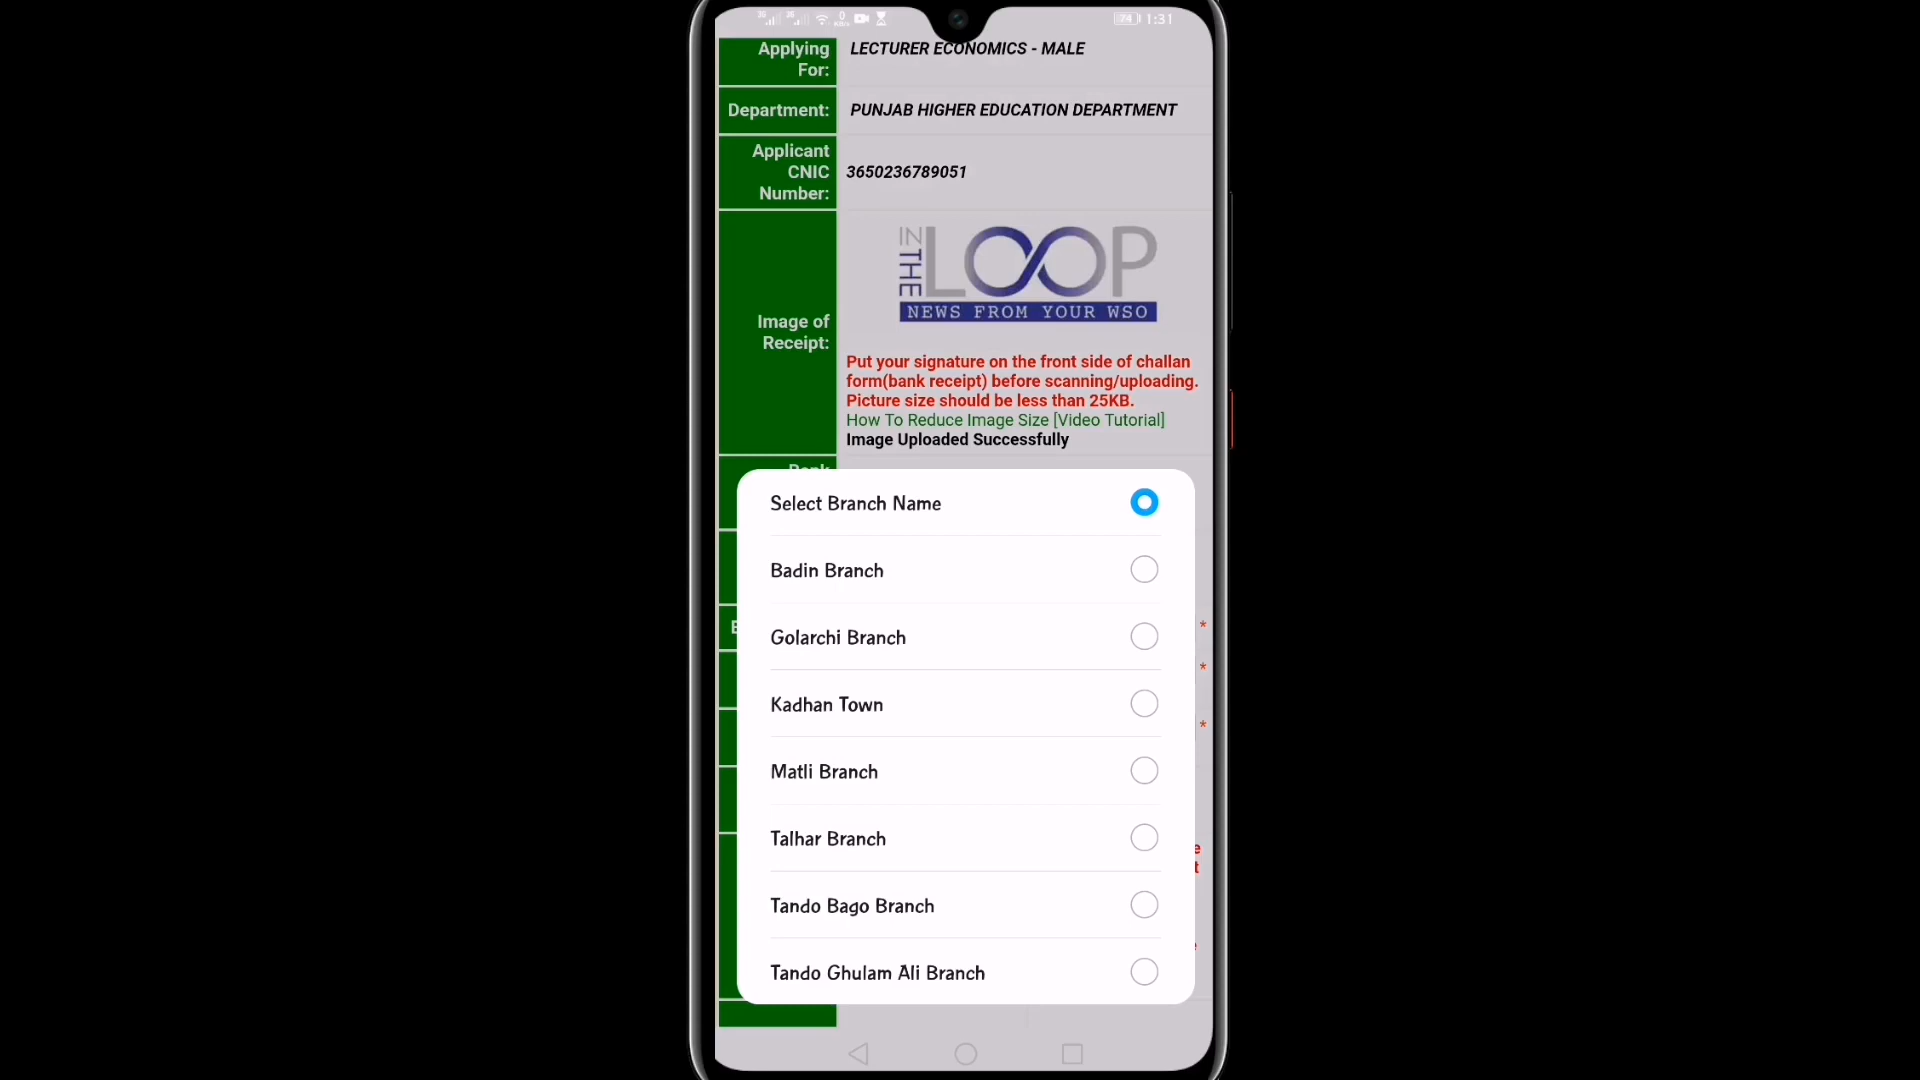 74 1:31
Applying
For:
LECTURER ECONOMICS - MALE
Department:
PUNJAB HIGHER EDUCATION DEPARTMENT
Applicant
CNIC
Number:
3650236789051
IN THE LOOP
NEWS FROM YOUR WSO
Image of
Receipt:
Put your signature on the front side of challan
form(bank receipt) before scanning/uploading.
Picture size should be less than 25KB.
How To Reduce Image Size [Video Tutorial]
Image Uploaded Successfully
Select Branch Name
Badin Branch
Golarchi Branch
*
*
Kadhan Town
*
Matli Branch
Talhar Branch
Tando Bago Branch
Tando Ghulam Ali Branch